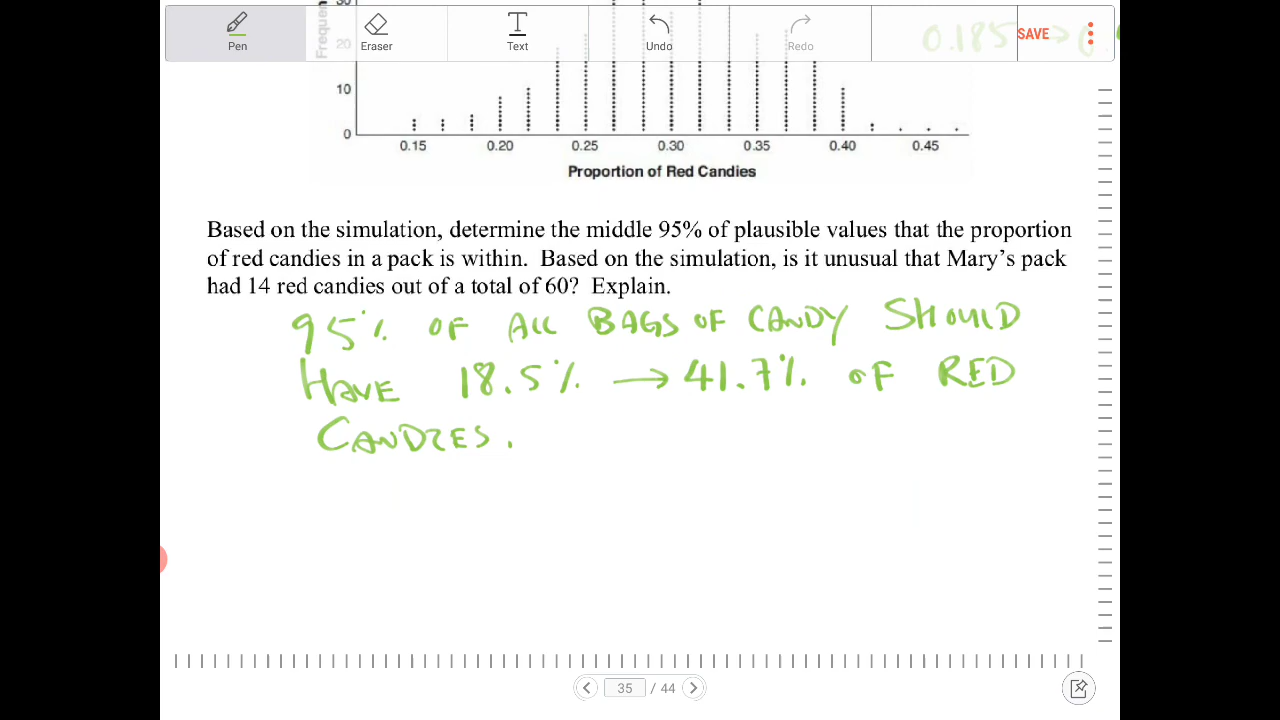 30
Frequenc
Pen
Eraser
Text
Undo
Redo
SAVE
20
0.185 →
10
0
0.15 0.20 0.25 0.30 0.35 0.40 0.45
Proportion of Red Candies
Based on the simulation, determine the middle 95% of plausible values that the proportion
of red candies in a pack is within. Based on the simulation, is it unusual that Mary's pack
had 14 red candies out of a total of 60? Explain.
95% OF ALL BAGS OF CANDY SHOULD
HAVE 18.5% → 41.7% OF RED
CANDIES.
35 / 44